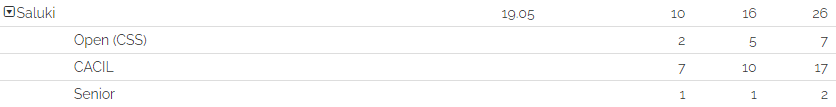 Saluki 19.05 10 16 26
Open (CSS) 2 5 7
CACIL 7 10 17
Senior 1 1 2